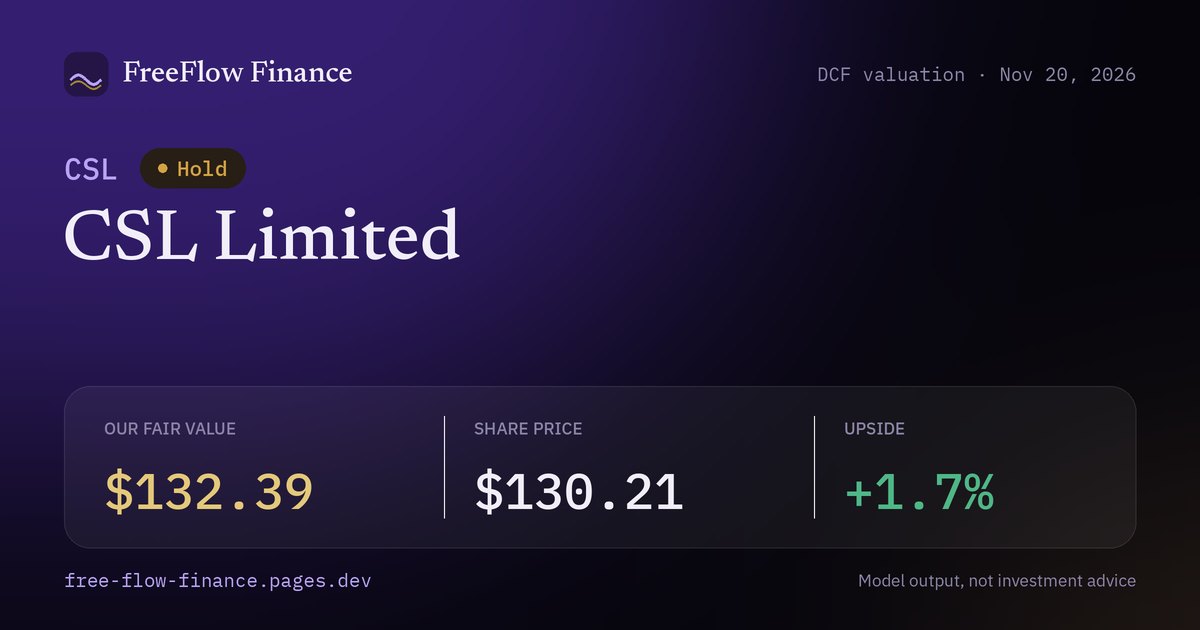 FreeFlow Finance
DCF valuation · Nov 20, 2026
CSL
Hold
CSL Limited
OUR FAIR VALUE
$132.39
SHARE PRICE
$130.21
UPSIDE
+1.7%
free-flow-finance.pages.dev
Model output, not investment advice